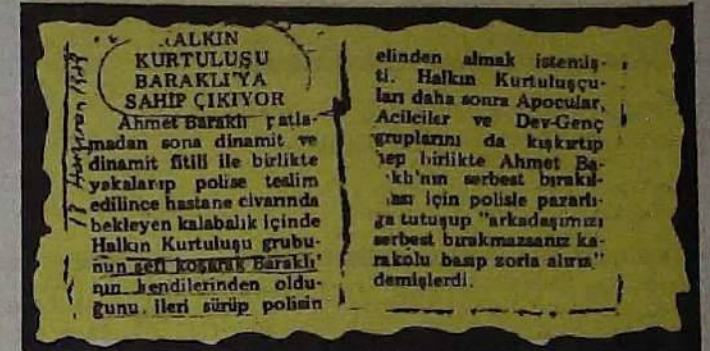 HALKIN
KURTULUŞU
BARAKLI'YA
SAHİP ÇIKIYOR
Ahmet Baraklı patla-
madan sona dinamit ve
dinamit fitili ile birlikte
yakalanıp polise teslim
edilince hastane civarında
bekleyen kalabalık içinde
Halkın Kurtuluşu grubu-
nun şefi koşarak Baraklı'
nın kendilerinden oldu-
ğunu ileri sürüp polisin
elinden almak istemiş-
ti. Halkın Kurtuluşçu-
ları daha sonra Apocular,
Acilciler ve Dev-Genç
gruplarını da kışkırtıp
hep birlikte Ahmet Ba-
raklı'nın serbest bırakıl-
ması için polisle pazarlı-
ğa tutuşup "arkadaşımızı
serbest bırakmazsanız ka-
rakolu basıp zorla alırız"
demişlerdi.